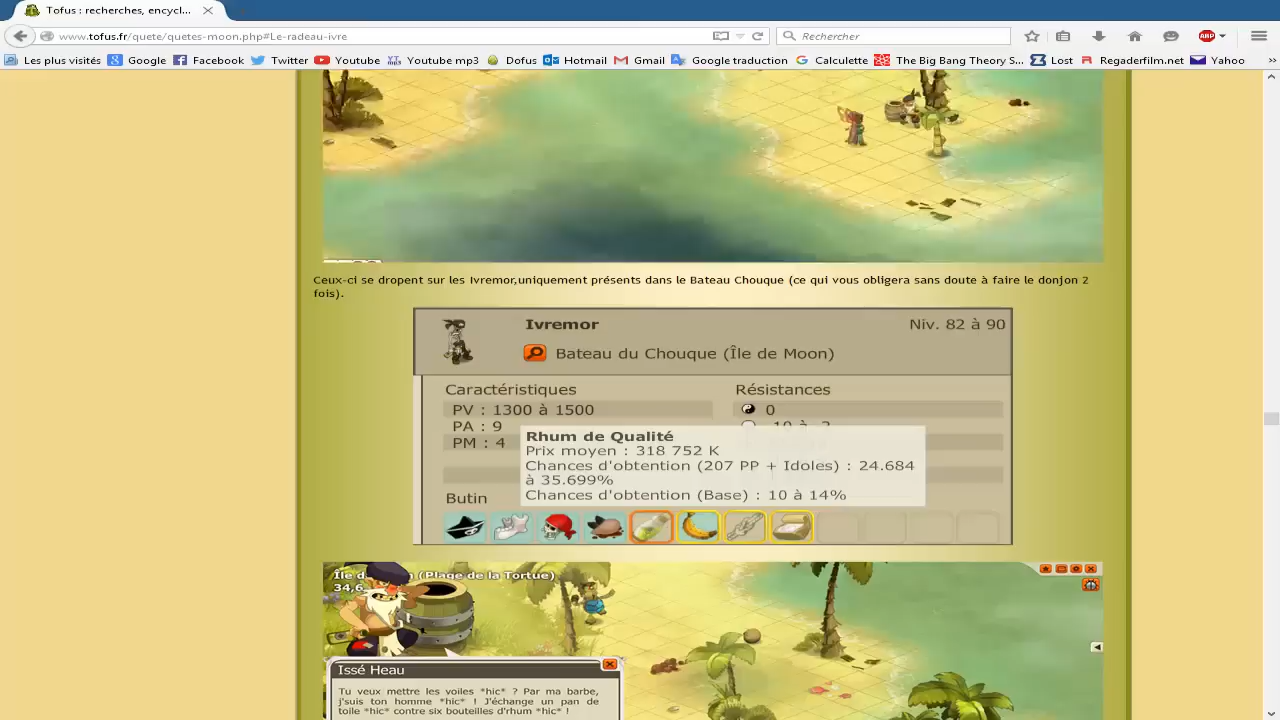 Tofus : recherches, encycl...
www.tofus.fr/quete/quetes-moon.php#Le-radeau-ivre
Rechercher
ABP
Les plus visités
Google
Facebook
Twitter
Youtube
Youtube mp3
Dofus
Hotmail
Gmail
Google traduction
Calculette
The Big Bang Theory S...
Lost
Regaderfilm.net
Yahoo
Ceux-ci se dropent sur les Ivremor,uniquement présents dans le Bateau Chouque (ce qui vous obligera sans doute à faire le donjon 2
fois).
Ivremor
Niv. 82 à 90
Bateau du Chouque (Île de Moon)
Caractéristiques
Résistances
PV : 1300 à 1500
0
PA : 9
PM : 4
Rhum de Qualité
Prix moyen : 318 752 K
Chances d'obtention (207 PP + Idoles) : 24.684
à 35.699%
Chances d'obtention (Base) : 10 à 14%
Butin
(Plage de la Tortue)
34,6
Issé Heau
Tu veux mettre les voiles *hic* ? Par ma barbe,
j'suis ton homme *hic* ! J'échange un pan de
toile *hic* contre six bouteilles d'rhum *hic* !